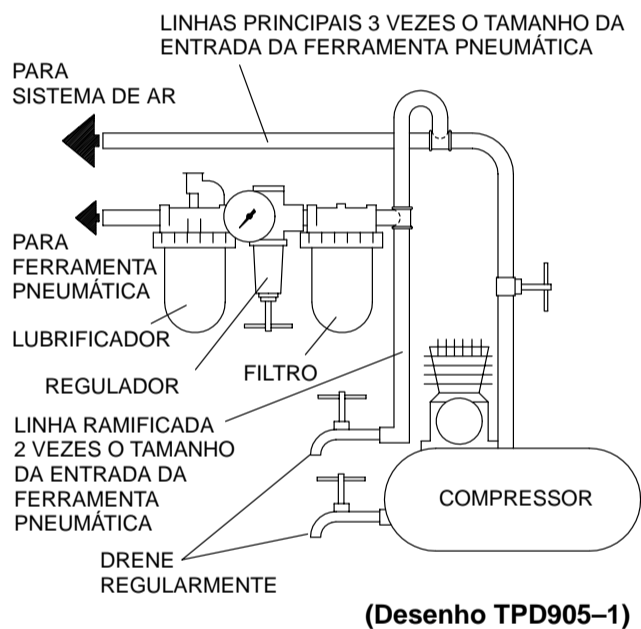 LINHAS PRINCIPAIS 3 VEZES O TAMANHO DA
ENTRADA DA FERRAMENTA PNEUMÁTICA
PARA
SISTEMA DE AR
PARA
FERRAMENTA
PNEUMÁTICA
LUBRIFICADOR
REGULADOR
FILTRO
LINHA RAMIFICADA
2 VEZES O TAMANHO
DA ENTRADA DA
FERRAMENTA
PNEUMÁTICA
COMPRESSOR
DRENE
REGULARMENTE
(Desenho TPD905–1)